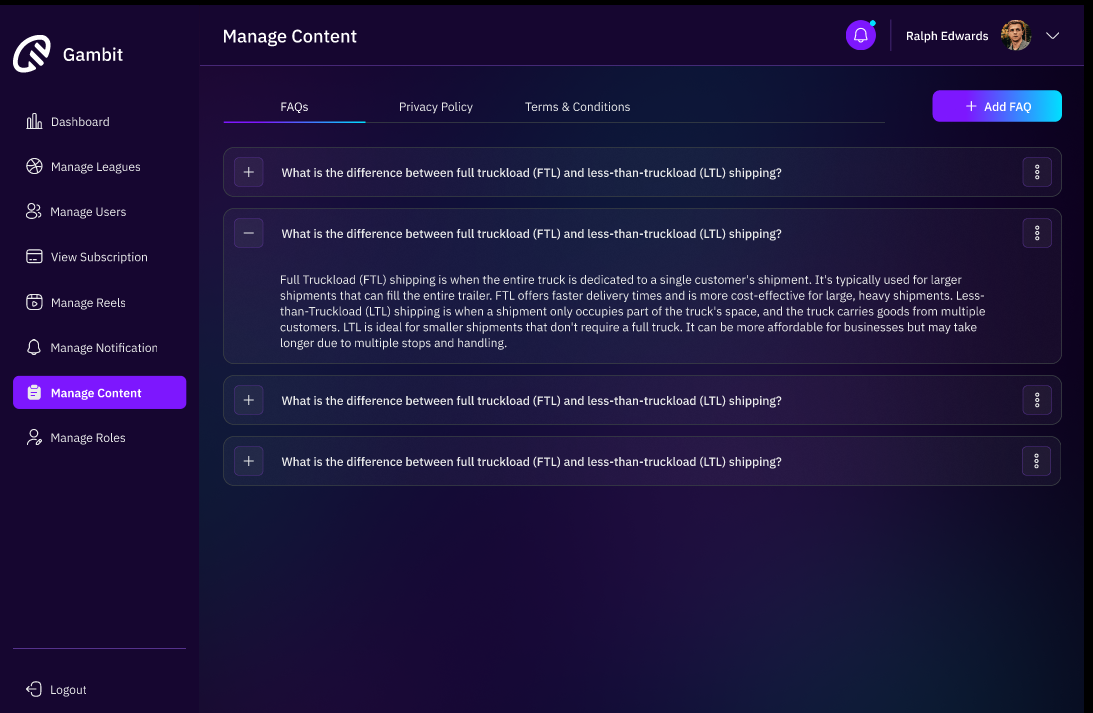 Gambit
Manage Content
Ralph Edwards
Dashboard
Manage Leagues
Manage Users
View Subscription
Manage Reels
Manage Notification
Manage Content
Manage Roles
Logout
FAQs
Privacy Policy
Terms & Conditions
+ Add FAQ
What is the difference between full truckload (FTL) and less-than-truckload (LTL) shipping?
What is the difference between full truckload (FTL) and less-than-truckload (LTL) shipping?
Full Truckload (FTL) shipping is when the entire truck is dedicated to a single customer's shipment. It's typically used for larger
shipments that can fill the entire trailer. FTL offers faster delivery times and is more cost-effective for large, heavy shipments. Less-
than-Truckload (LTL) shipping is when a shipment only occupies part of the truck's space, and the truck carries goods from multiple
customers. LTL is ideal for smaller shipments that don't require a full truck. It can be more affordable for businesses but may take
longer due to multiple stops and handling.
What is the difference between full truckload (FTL) and less-than-truckload (LTL) shipping?
What is the difference between full truckload (FTL) and less-than-truckload (LTL) shipping?